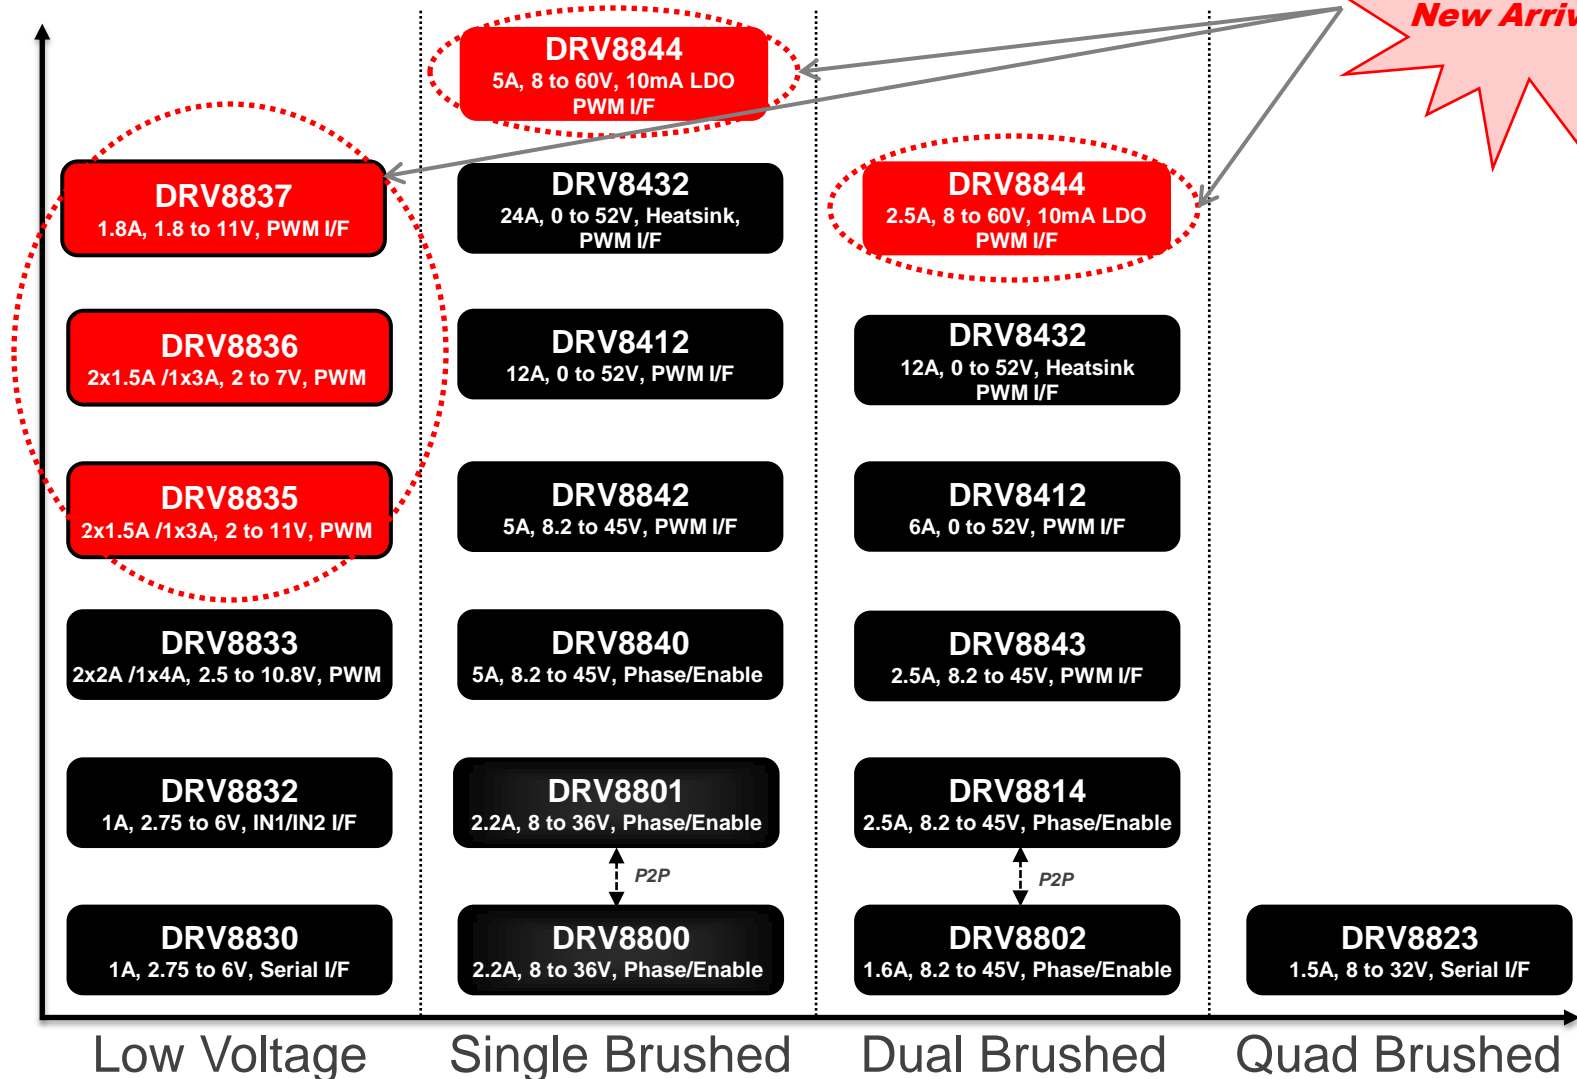 New Arriv
DRV8844
5A, 8 to 60V, 10mA LDO
PWM I/F
DRV8837
1.8A, 1.8 to 11V, PWM I/F
DRV8432
24A, 0 to 52V, Heatsink,
PWM I/F
DRV8844
2.5A, 8 to 60V, 10mA LDO
PWM I/F
DRV8836
2x1.5A /1x3A, 2 to 7V, PWM
DRV8412
12A, 0 to 52V, PWM I/F
DRV8432
12A, 0 to 52V, Heatsink
PWM I/F
DRV8835
2x1.5A /1x3A, 2 to 11V, PWM
DRV8842
5A, 8.2 to 45V, PWM I/F
DRV8412
6A, 0 to 52V, PWM I/F
DRV8833
2x2A /1x4A, 2.5 to 10.8V, PWM
DRV8840
5A, 8.2 to 45V, Phase/Enable
DRV8843
2.5A, 8.2 to 45V, PWM I/F
DRV8832
1A, 2.75 to 6V, IN1/IN2 I/F
DRV8801
2.2A, 8 to 36V, Phase/Enable
DRV8814
2.5A, 8.2 to 45V, Phase/Enable
P2P
P2P
DRV8830
1A, 2.75 to 6V, Serial I/F
DRV8800
2.2A, 8 to 36V, Phase/Enable
DRV8802
1.6A, 8.2 to 45V, Phase/Enable
DRV8823
1.5A, 8 to 32V, Serial I/F
Low Voltage
Single Brushed
Dual Brushed
Quad Brushed